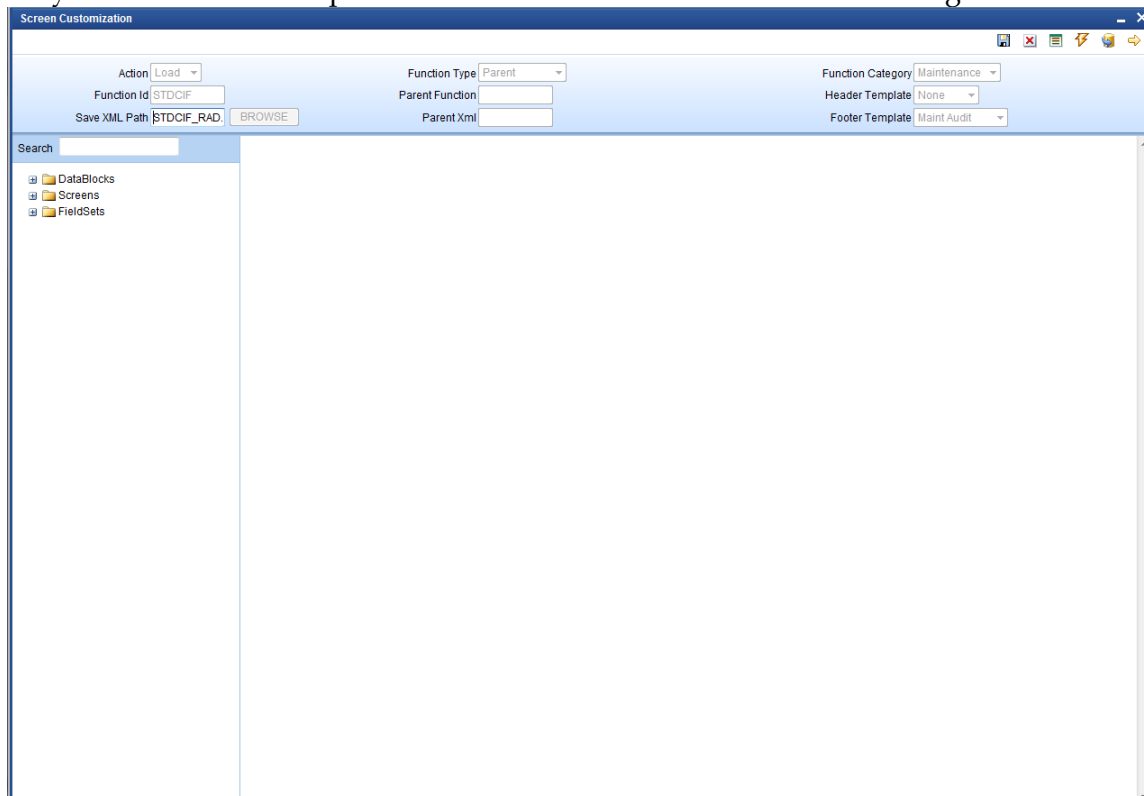 Screen Customization
Action Load Function Type Parent Function Category Maintenance
Function Id STDCIF Parent Function Header Template None
Save XML Path STDCIF_RAD. BROWSE Parent Xml Footer Template Maint Audit
Search
DataBlocks
Screens
FieldSets